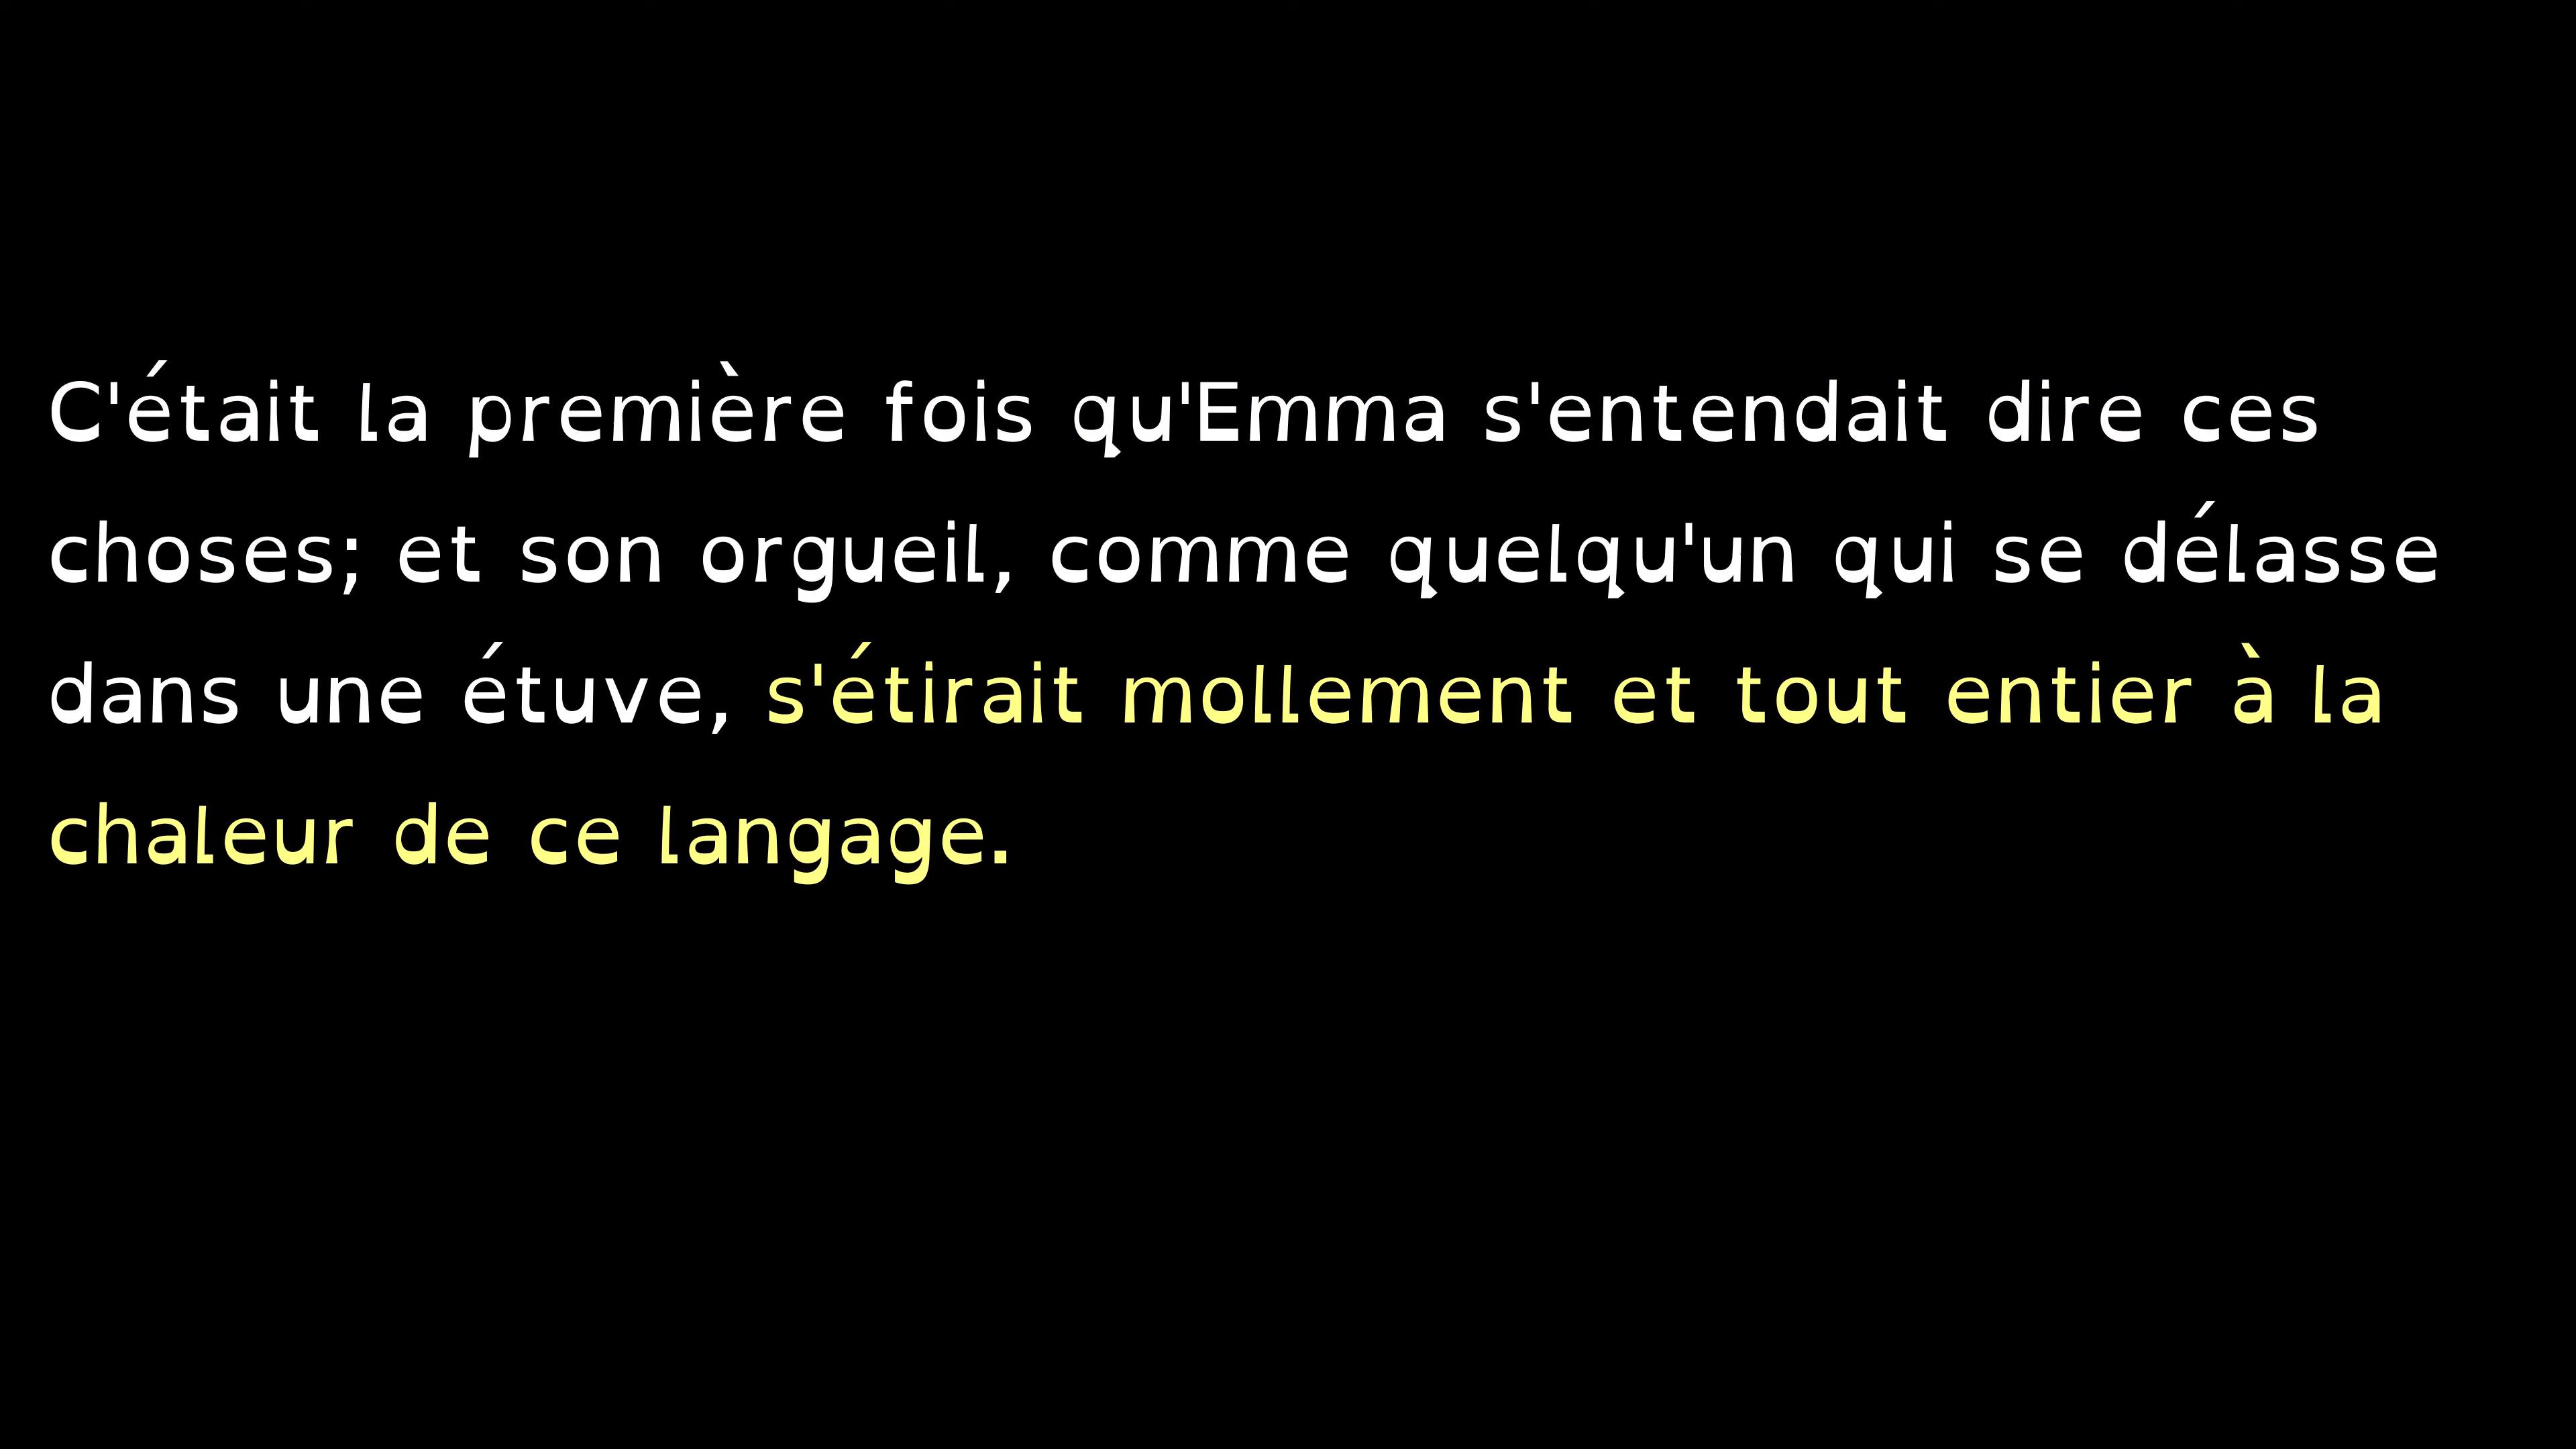 C'était la première fois qu'Emma s'entendait dire ces
choses; et son orgueil, comme quelqu'un qui se délasse
dans une étuve, s'étirait mollement et tout entier à la
chaleur de ce langage.